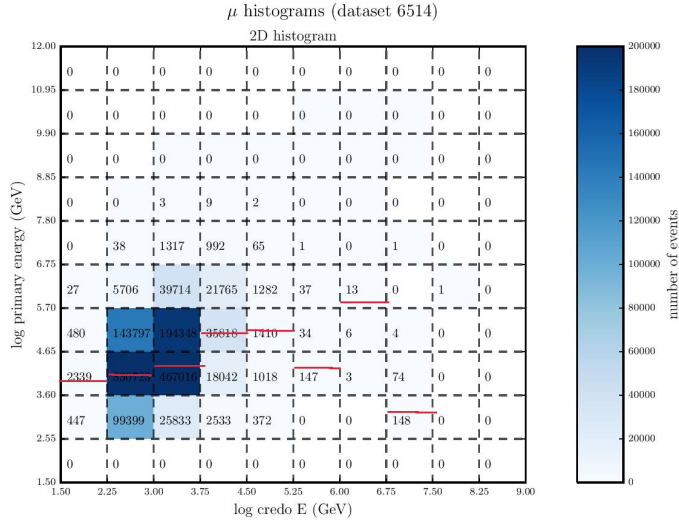 μ histograms (dataset 6514)
2D histogram
12.00
0 0 0 0 0 0 0 0 0 0
10.95
0 0 0 0 0 0 0 0 0 0
9.90
0 0 0 0 0 0 0 0 0 0
8.85
0 0 3 9 2 0 0 0 0 0
7.80
0 38 1317 992 65 1 0 1 0 0
6.75
27 5706 39714 21765 1282 37 13 0 1 0
5.70
480 143797 194348 35818 1410 34 6 4 0 0
4.65
2339 467016 18042 1018 147 3 74 0 0
3.60
447 99399 25833 2533 372 0 0 148 0 0
2.55
0 0 0 0 0 0 0 0 0 0
1.50
1.50 2.25 3.00 3.75 4.50 5.25 6.00 6.75 7.50 8.25 9.00
log credo E (GeV)
log primary energy (GeV)
200000
180000
160000
140000
120000
100000
80000
60000
40000
20000
0
number of events